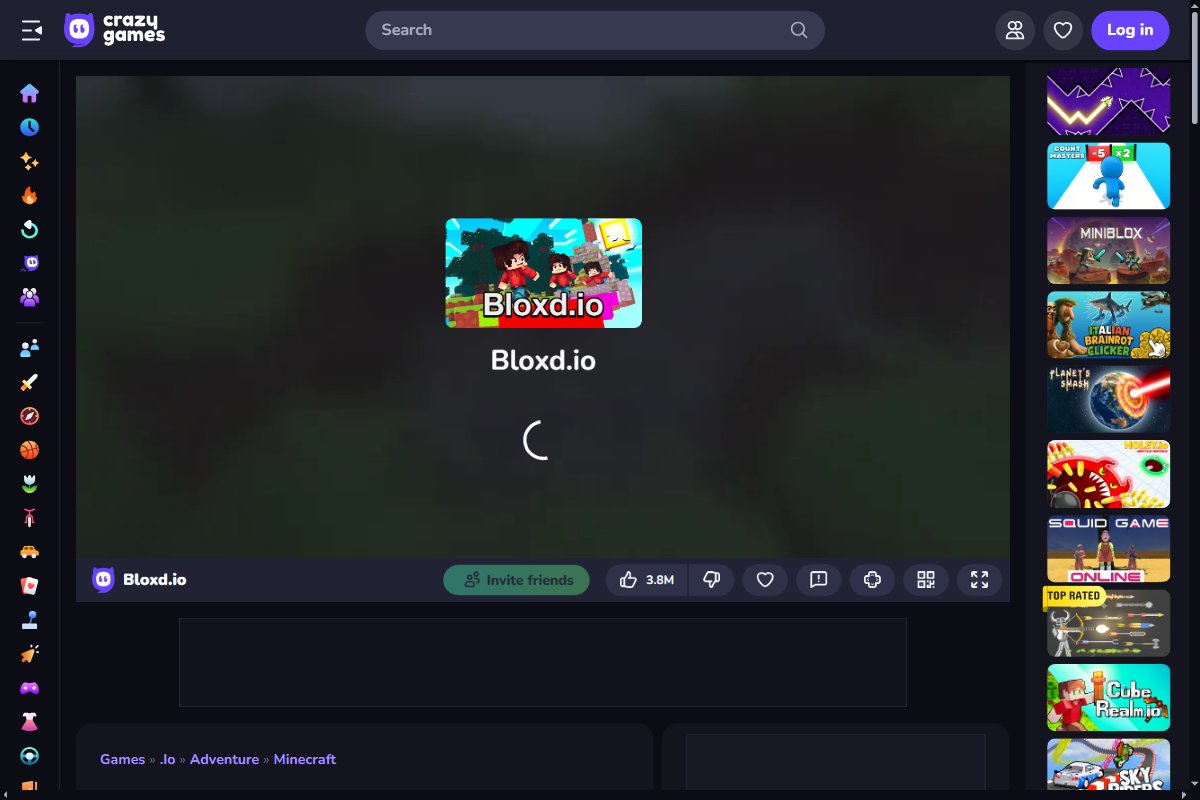 crazy
games
Search
Log in
Bloxd.io
Bloxd.io
Bloxd.io
Invite friends
3.8M
Games » .Io » Adventure » Minecraft
COUNT
MASTERS
-5
x2
MINIBLOX
ITALIAN
BRAINROT
CLICKER
PLANET'S
SMASH
HOLEY.IO
SQUID GAME
ONLINE
TOP RATED
Cube
Realm.io
SKY
RIDERS